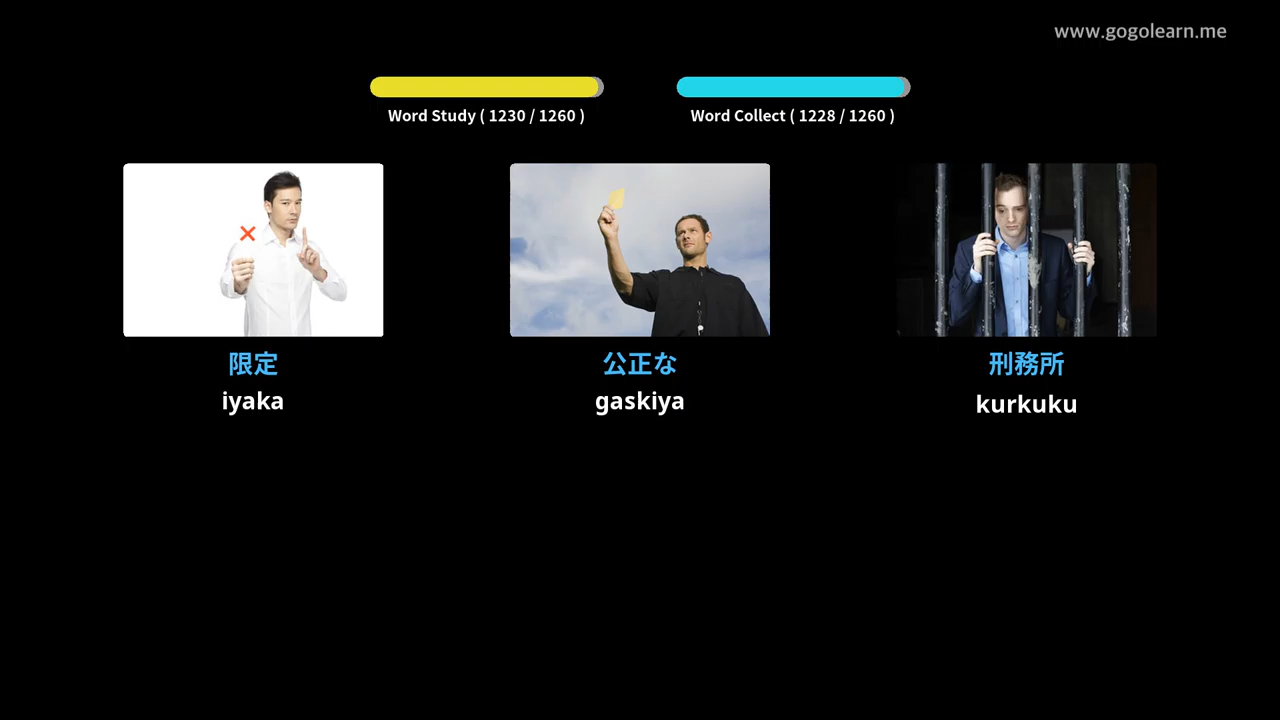 www.gogolearn.me
Word Study ( 1230 / 1260 )
Word Collect ( 1228 / 1260 )
限定
iyaka
公正な
gaskiya
刑務所
kurkuku